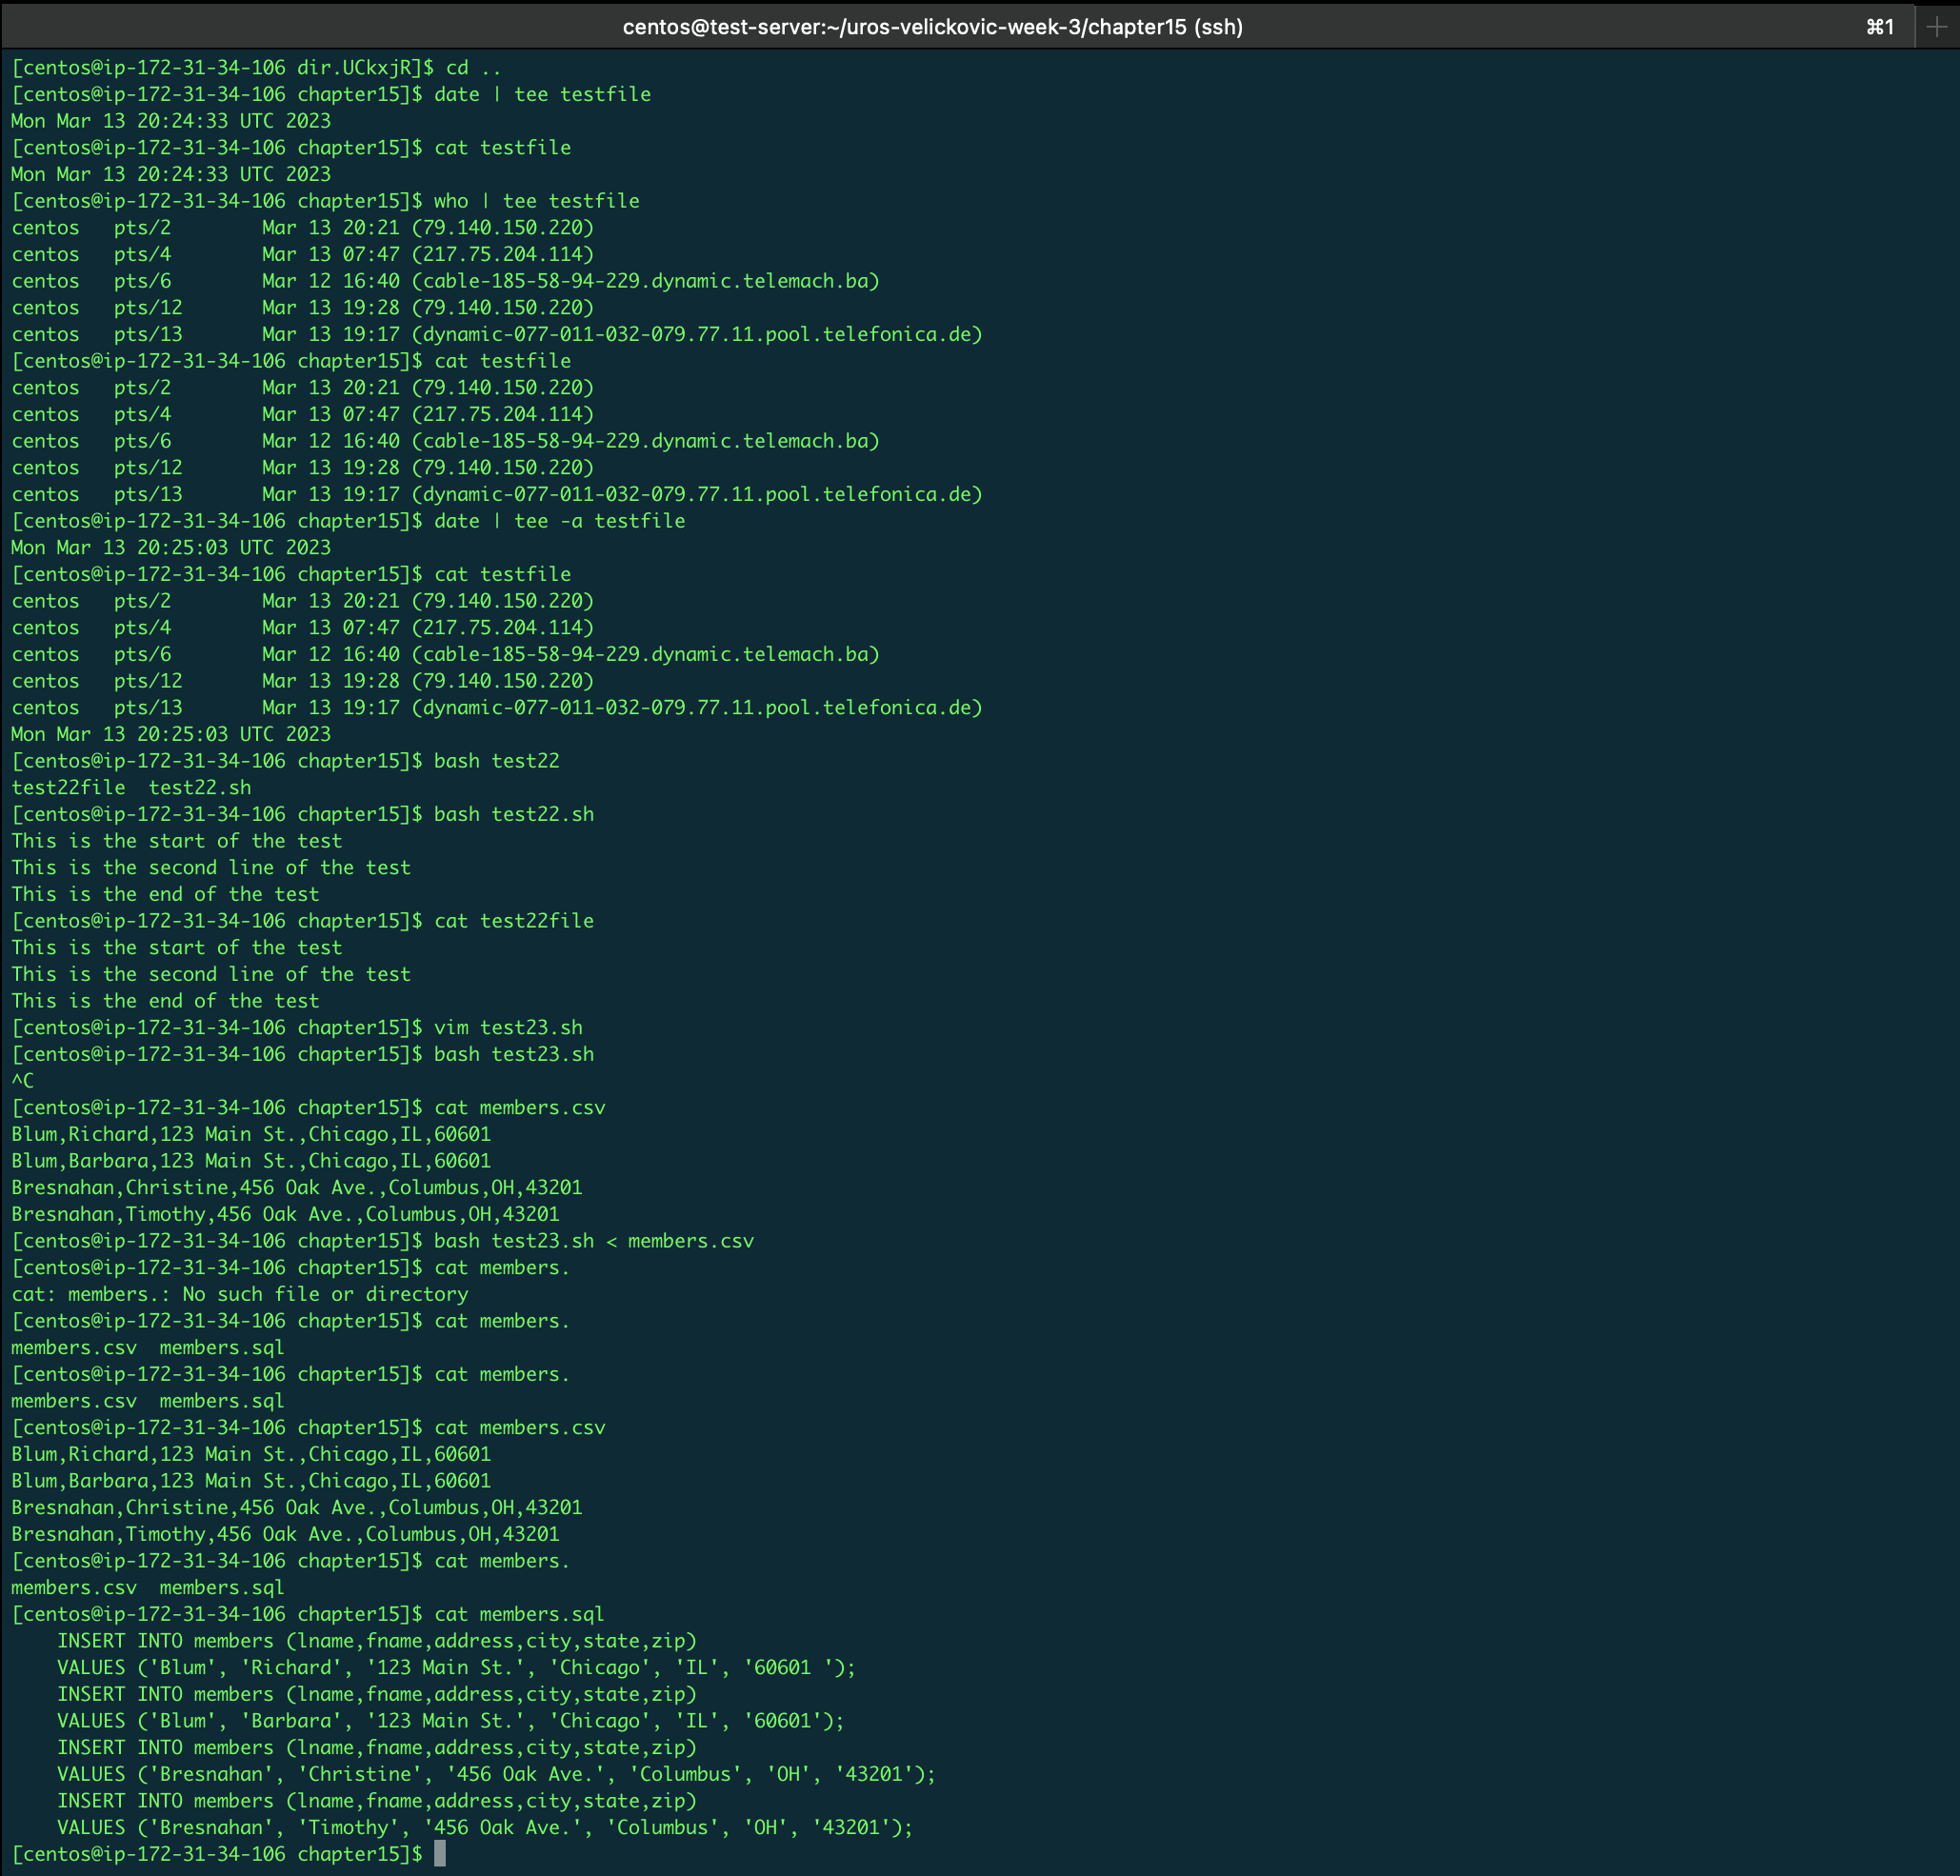 centos@test-server:~/uros-velickovic-week-3/chapter15 (ssh) ⌘1 +
[centos@ip-172-31-34-106 dir.UCkxjR]$ cd ..
[centos@ip-172-31-34-106 chapter15]$ date | tee testfile
Mon Mar 13 20:24:33 UTC 2023
[centos@ip-172-31-34-106 chapter15]$ cat testfile
Mon Mar 13 20:24:33 UTC 2023
[centos@ip-172-31-34-106 chapter15]$ who | tee testfile
centos   pts/2        Mar 13 20:21 (79.140.150.220)
centos   pts/4        Mar 13 07:47 (217.75.204.114)
centos   pts/6        Mar 12 16:40 (cable-185-58-94-229.dynamic.telemach.ba)
centos   pts/12       Mar 13 19:28 (79.140.150.220)
centos   pts/13       Mar 13 19:17 (dynamic-077-011-032-079.77.11.pool.telefonica.de)
[centos@ip-172-31-34-106 chapter15]$ cat testfile
centos   pts/2        Mar 13 20:21 (79.140.150.220)
centos   pts/4        Mar 13 07:47 (217.75.204.114)
centos   pts/6        Mar 12 16:40 (cable-185-58-94-229.dynamic.telemach.ba)
centos   pts/12       Mar 13 19:28 (79.140.150.220)
centos   pts/13       Mar 13 19:17 (dynamic-077-011-032-079.77.11.pool.telefonica.de)
[centos@ip-172-31-34-106 chapter15]$ date | tee -a testfile
Mon Mar 13 20:25:03 UTC 2023
[centos@ip-172-31-34-106 chapter15]$ cat testfile
centos   pts/2        Mar 13 20:21 (79.140.150.220)
centos   pts/4        Mar 13 07:47 (217.75.204.114)
centos   pts/6        Mar 12 16:40 (cable-185-58-94-229.dynamic.telemach.ba)
centos   pts/12       Mar 13 19:28 (79.140.150.220)
centos   pts/13       Mar 13 19:17 (dynamic-077-011-032-079.77.11.pool.telefonica.de)
Mon Mar 13 20:25:03 UTC 2023
[centos@ip-172-31-34-106 chapter15]$ bash test22
test22file  test22.sh
[centos@ip-172-31-34-106 chapter15]$ bash test22.sh
This is the start of the test
This is the second line of the test
This is the end of the test
[centos@ip-172-31-34-106 chapter15]$ cat test22file
This is the start of the test
This is the second line of the test
This is the end of the test
[centos@ip-172-31-34-106 chapter15]$ vim test23.sh
[centos@ip-172-31-34-106 chapter15]$ bash test23.sh
^C
[centos@ip-172-31-34-106 chapter15]$ cat members.csv
Blum,Richard,123 Main St.,Chicago,IL,60601
Blum,Barbara,123 Main St.,Chicago,IL,60601
Bresnahan,Christine,456 Oak Ave.,Columbus,OH,43201
Bresnahan,Timothy,456 Oak Ave.,Columbus,OH,43201
[centos@ip-172-31-34-106 chapter15]$ bash test23.sh < members.csv
[centos@ip-172-31-34-106 chapter15]$ cat members.
cat: members.: No such file or directory
[centos@ip-172-31-34-106 chapter15]$ cat members.
members.csv  members.sql
[centos@ip-172-31-34-106 chapter15]$ cat members.
members.csv  members.sql
[centos@ip-172-31-34-106 chapter15]$ cat members.csv
Blum,Richard,123 Main St.,Chicago,IL,60601
Blum,Barbara,123 Main St.,Chicago,IL,60601
Bresnahan,Christine,456 Oak Ave.,Columbus,OH,43201
Bresnahan,Timothy,456 Oak Ave.,Columbus,OH,43201
[centos@ip-172-31-34-106 chapter15]$ cat members.
members.csv  members.sql
[centos@ip-172-31-34-106 chapter15]$ cat members.sql
    INSERT INTO members (lname,fname,address,city,state,zip)
    VALUES ('Blum', 'Richard', '123 Main St.', 'Chicago', 'IL', '60601 ');
    INSERT INTO members (lname,fname,address,city,state,zip)
    VALUES ('Blum', 'Barbara', '123 Main St.', 'Chicago', 'IL', '60601');
    INSERT INTO members (lname,fname,address,city,state,zip)
    VALUES ('Bresnahan', 'Christine', '456 Oak Ave.', 'Columbus', 'OH', '43201');
    INSERT INTO members (lname,fname,address,city,state,zip)
    VALUES ('Bresnahan', 'Timothy', '456 Oak Ave.', 'Columbus', 'OH', '43201');
[centos@ip-172-31-34-106 chapter15]$